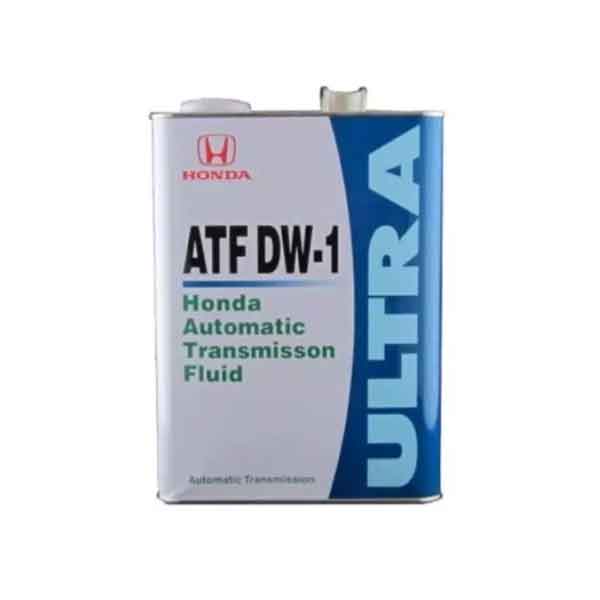 HONDA
ATF DW-1
Honda
Automatic
Transmisson
Fluid
Automatic Transmission
ULTRA